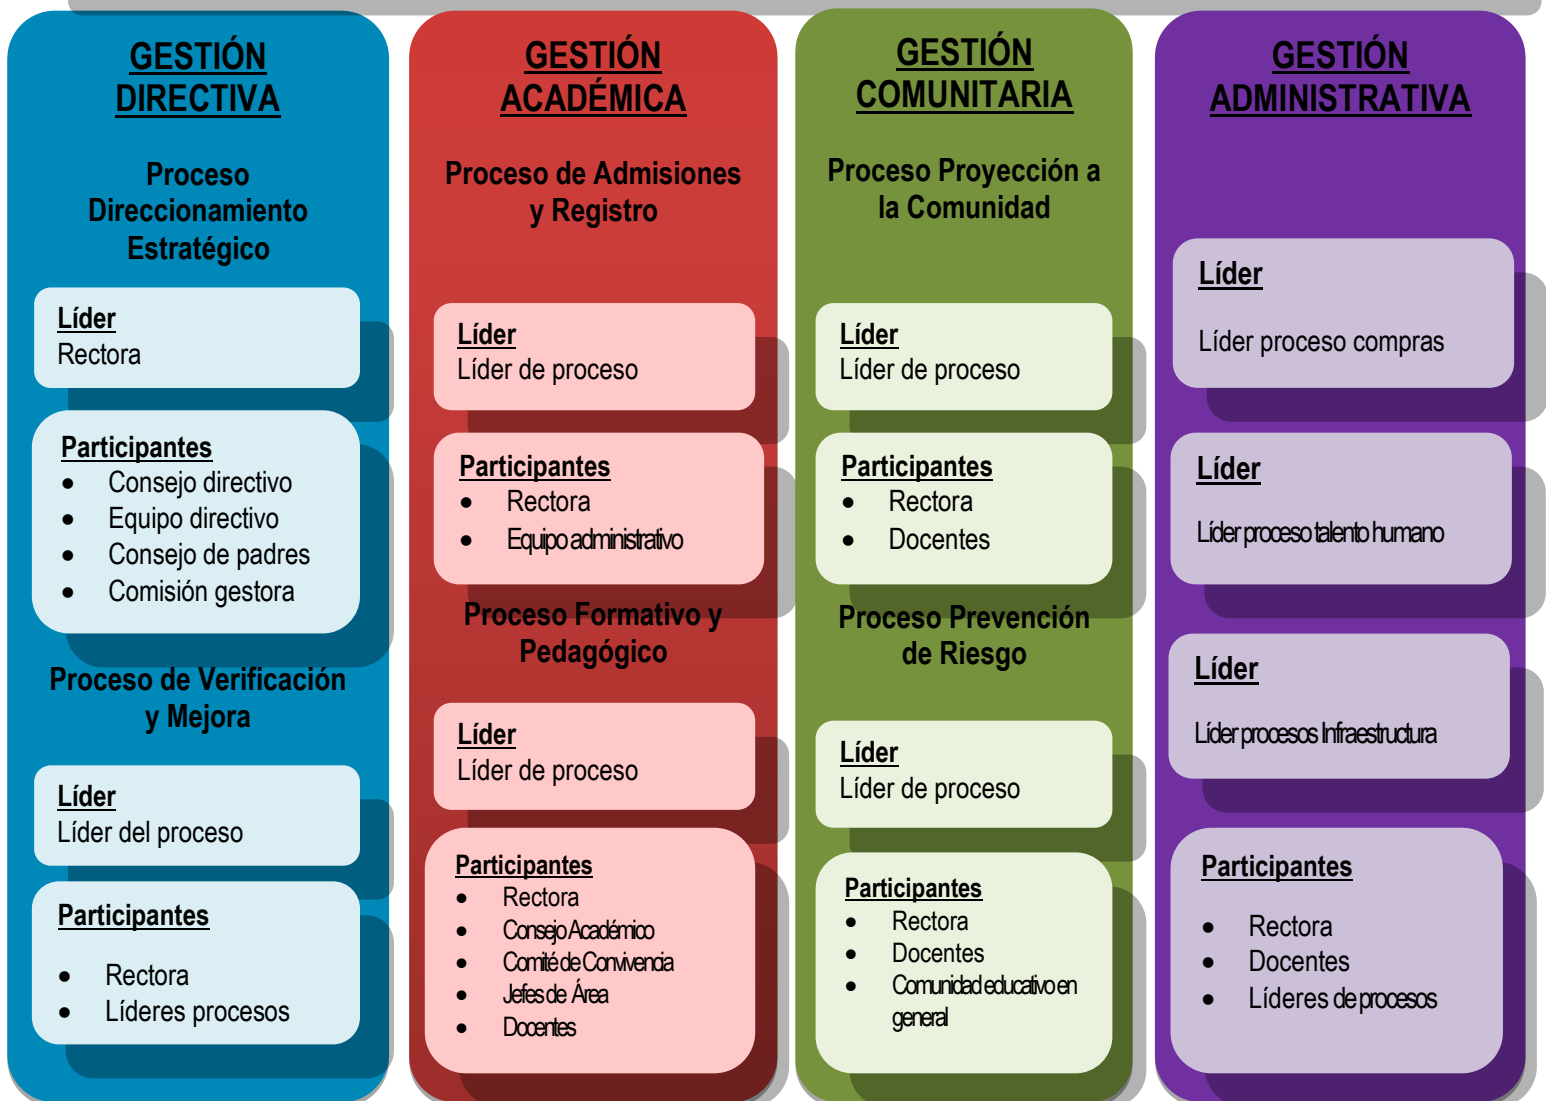 GESTIÓN
DIRECTIVA
Proceso
Direccionamiento
Estratégico
Líder
Rectora
Participantes
• Consejo directivo
• Equipo directivo
• Consejo de padres
• Comisión gestora
Proceso de Verificación
y Mejora
Líder
Líder del proceso
Participantes
• Rectora
• Líderes procesos
GESTIÓN
ACADÉMICA
Proceso de Admisiones
y Registro
Líder
Líder de proceso
Participantes
• Rectora
• Equipo administrativo
Proceso Formativo y
Pedagógico
Líder
Líder de proceso
Participantes
• Rectora
• Consejo Académico
• Comité de Convivencia
• Jefes de Área
• Docentes
GESTIÓN
COMUNITARIA
Proceso Proyección a
la Comunidad
Líder
Líder de proceso
Participantes
• Rectora
• Docentes
Proceso Prevención
de Riesgo
Líder
Líder de proceso
Participantes
• Rectora
• Docentes
• Comunidad educativo en
general
GESTIÓN
ADMINISTRATIVA
Líder
Líder proceso compras
Líder
Líder proceso talento humano
Líder
Líder procesos Infraestructura
Participantes
• Rectora
• Docentes
• Líderes de procesos